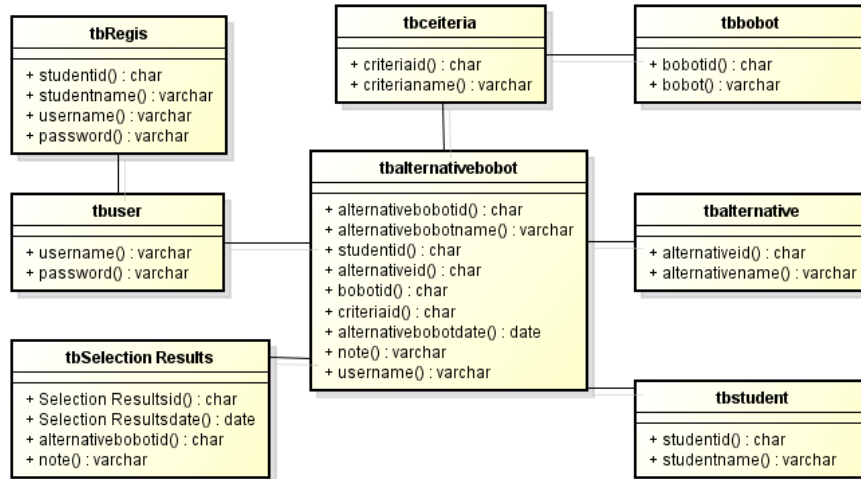 tbRegis
+ studentid() : char
+ studentname() : varchar
+ username() : varchar
+ password() : varchar
tbceiteria
+ criteriaid() : char
+ criterianame() : varchar
tbbobot
+ bobotid() : char
+ bobot() : varchar
tbuser
+ username() : varchar
+ password() : varchar
tbalternativebobot
+ alternativebobotid() : char
+ alternativebobotname() : varchar
+ studentid() : char
+ alternativeid() : char
+ bobotid() : char
+ criteriaid() : char
+ alternativebobotdate() : date
+ note() : varchar
+ username() : varchar
tbalternative
+ alternativeid() : char
+ alternativename() : varchar
tbSelection Results
+ Selection Resultsid() : char
+ Selection Resultsdate() : date
+ alternativebobotid() : char
+ note() : varchar
tbstudent
+ studentid() : char
+ studentname() : varchar